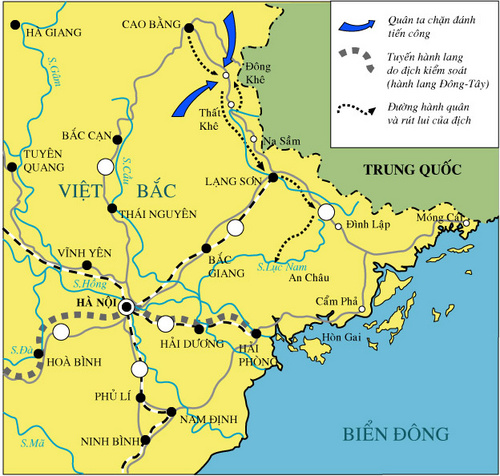 HÀ GIANG
CAO BẰNG
S.Gâm
Đông
Khê
Thất
Khê
BẮC CẠN
Na Sầm
TUYÊN
QUANG
S.Cầu
LẠNG SƠN
TRUNG QUỐC
VIỆT BẮC
THÁI NGUYÊN
Đình Lập
Móng Cái
VĨNH YÊN
BẮC
GIANG
S.Lục Nam
An Châu
S.Hồng
HÀ NỘI
Cẩm Phả
HẢI DƯƠNG
HẢI
PHÒNG
Hòn Gai
S.Đà
HOÀ BÌNH
PHỦ LÍ
NAM ĐỊNH
NINH BÌNH
S.Mã
BIỂN ĐÔNG
Quân ta chặn đánh
tiến công
Tuyến hành lang
do địch kiểm soát
(hành lang Đông-Tây)
Đường hành quân
và rút lui của địch